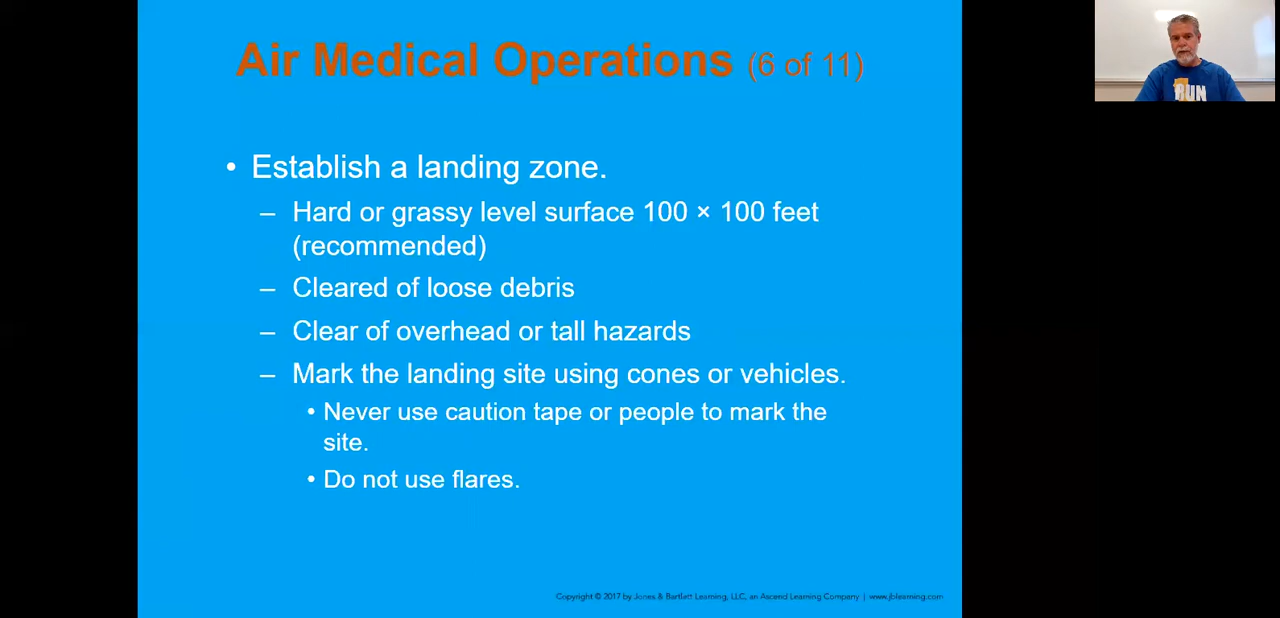 Air Medical Operations (6 of 11)
RUN
• Establish a landing zone.
– Hard or grassy level surface 100 × 100 feet
(recommended)
– Cleared of loose debris
– Clear of overhead or tall hazards
– Mark the landing site using cones or vehicles.
• Never use caution tape or people to mark the
site.
• Do not use flares.
Copyright © 2017 by Jones & Bartlett Learning, LLC, an Ascend Learning Company | www.jblearning.com